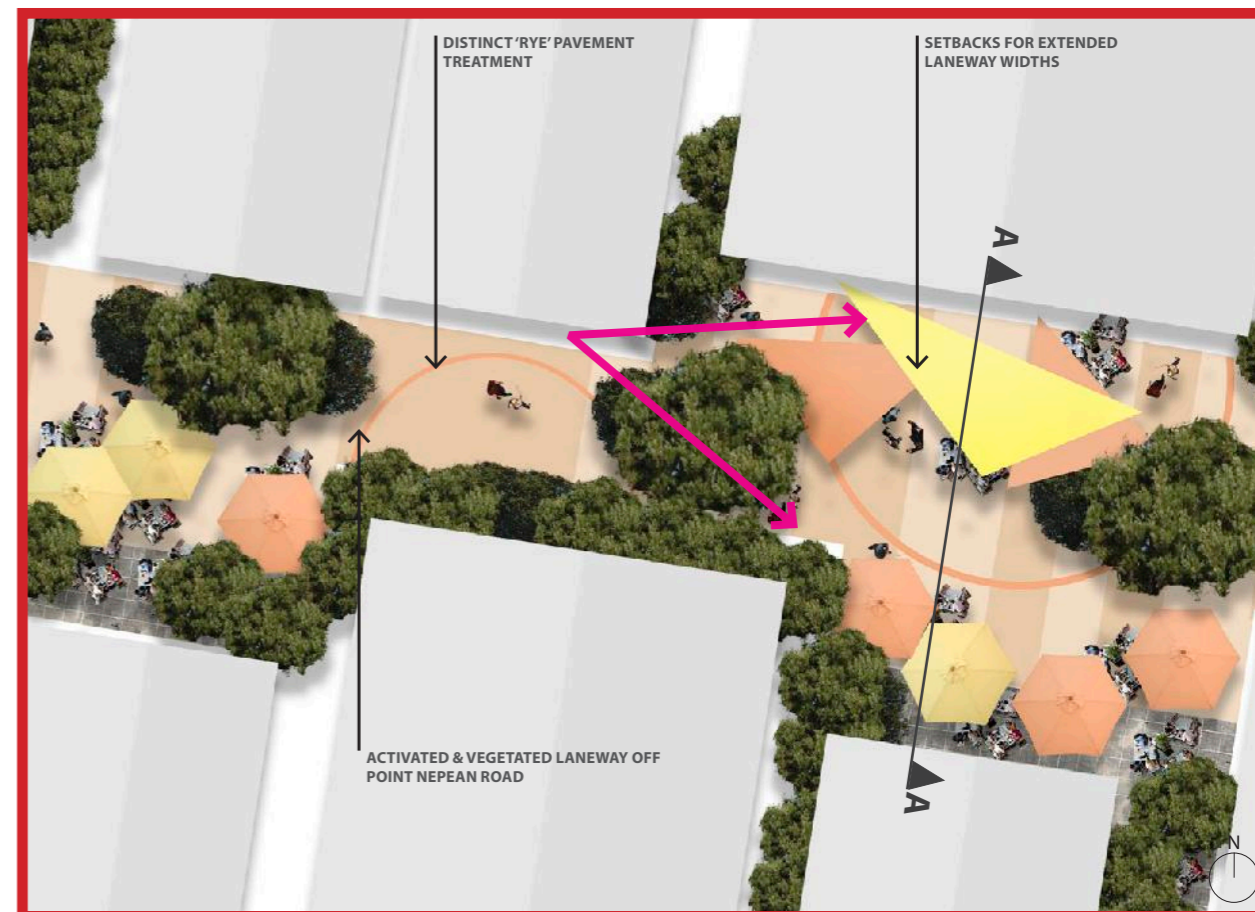 DISTINCT ‘RYE’ PAVEMENT
TREATMENT
SETBACKS FOR EXTENDED
LANEWAY WIDTHS
A
ACTIVATED & VEGETATED LANEWAY OFF
POINT NEPEAN ROAD
A
N